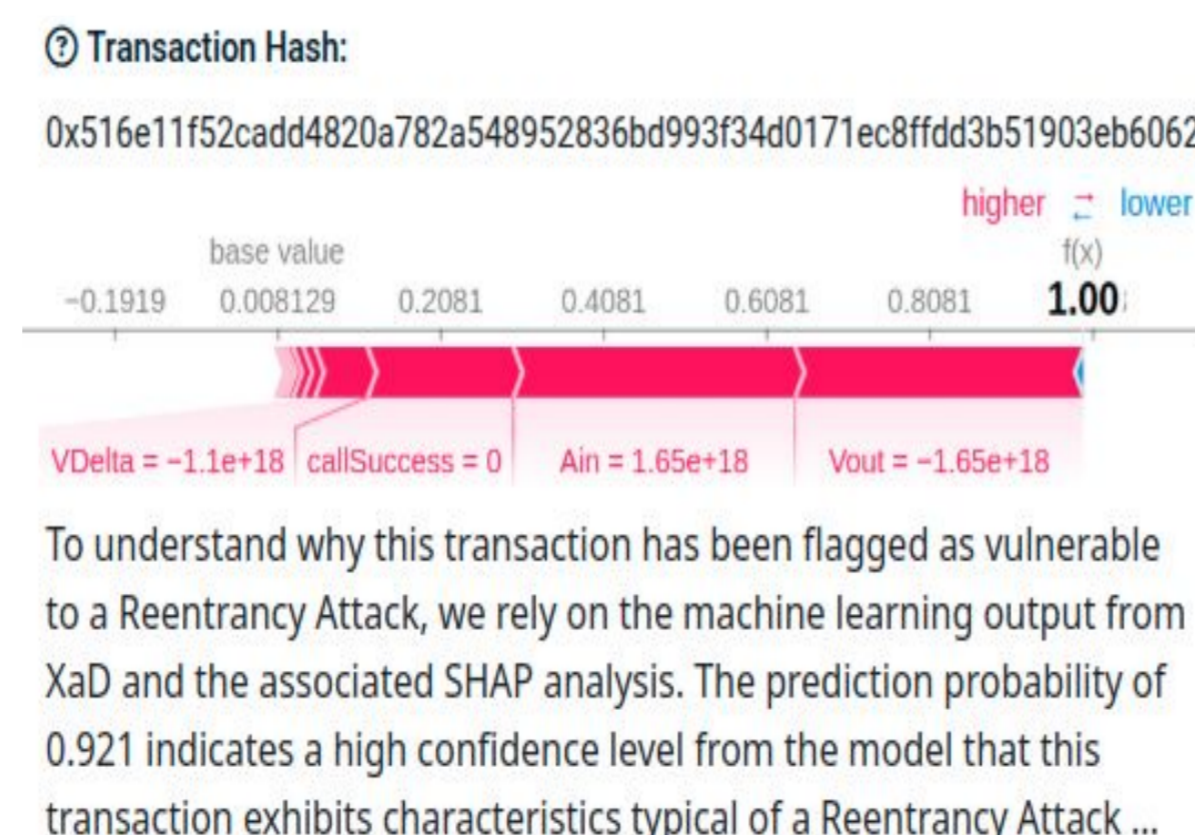 Transaction Hash:
0x516e11f52cadd4820a782a548952836bd993f34d0171ec8ffdd3b51903eb6062
higher lower
base value f(x)
−0.1919 0.008129 0.2081 0.4081 0.6081 0.8081 1.00
VDelta = −1.1e+18 callSuccess = 0 Ain = 1.65e+18 Vout = −1.65e+18
To understand why this transaction has been flagged as vulnerable
to a Reentrancy Attack, we rely on the machine learning output from
XaD and the associated SHAP analysis. The prediction probability of
0.921 indicates a high confidence level from the model that this
transaction exhibits characteristics typical of a Reentrancy Attack ...